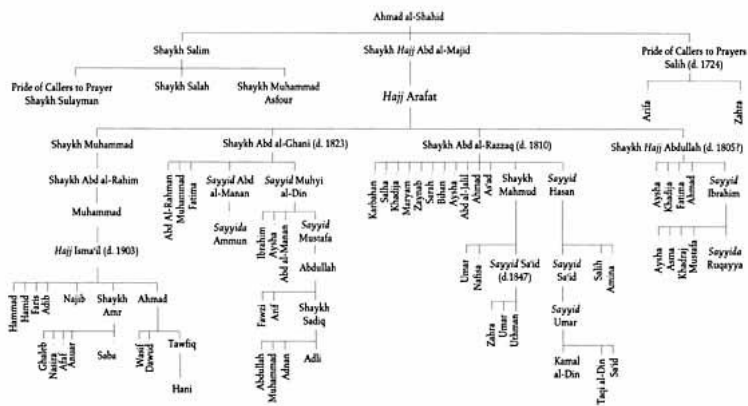 Ahmad al-Shahid
Shaykh Salim
Shaykh Hajj Abd al-Majid
Pride of Callers to Prayers
Salih (d. 1724)
Pride of Callers to Prayer
Shaykh Sulayman
Shaykh Salah
Shaykh Muhammad
Asfour
Arifa
Zahra
Hajj Arafat
Shaykh Muhammad
Shaykh Abd al-Ghani (d. 1823)
Shaykh Abd al-Razzaq (d. 1810)
Shaykh Hajj Abdullah (d. 1805?)
Shaykh Abd al-Rahim
Muhammad
Hajj Isma'il (d. 1903)
Hammad
Hamid
Faris
Adib
Najib
Shaykh
Amr
Ahmad
Ghaleb
Nasira
Afaf
Anuar
Saba
Wasif
Dawud
Tawfiq
Hani
Abd Al-Rahman
Muhammad
Fatima
Sayyid Abd
al-Manan
Sayyida
Ammun
Sayyid Muhyi
al-Din
Ibrahim
Aysha
Abd al-Manan
Sayyid
Mustafa
Abdullah
Fawzi
Arif
Shaykh
Sadiq
Abdullah
Muhammad
Adnan
Adli
Karbahan
Salha
Khadija
Maryam
Zaynab
Sarah
Bihan
Aysha
Abd al-Jalil
Ahmad
As'ad
Shaykh
Mahmud
Sayyid
Hasan
Umar
Nafisa
Sayyid Sa'id
(d.1847)
Zahra
Umar
Uthman
Sayyid
Sa'id
Salih
Amina
Sayyid
Umar
Kamal
al-Din
Taqi al-Din
Sa'id
Aysha
Khadija
Fatima
Ahmad
Sayyid
Ibrahim
Aysha
Asma
Khadraj
Mustafa
Sayyida
Ruqayya